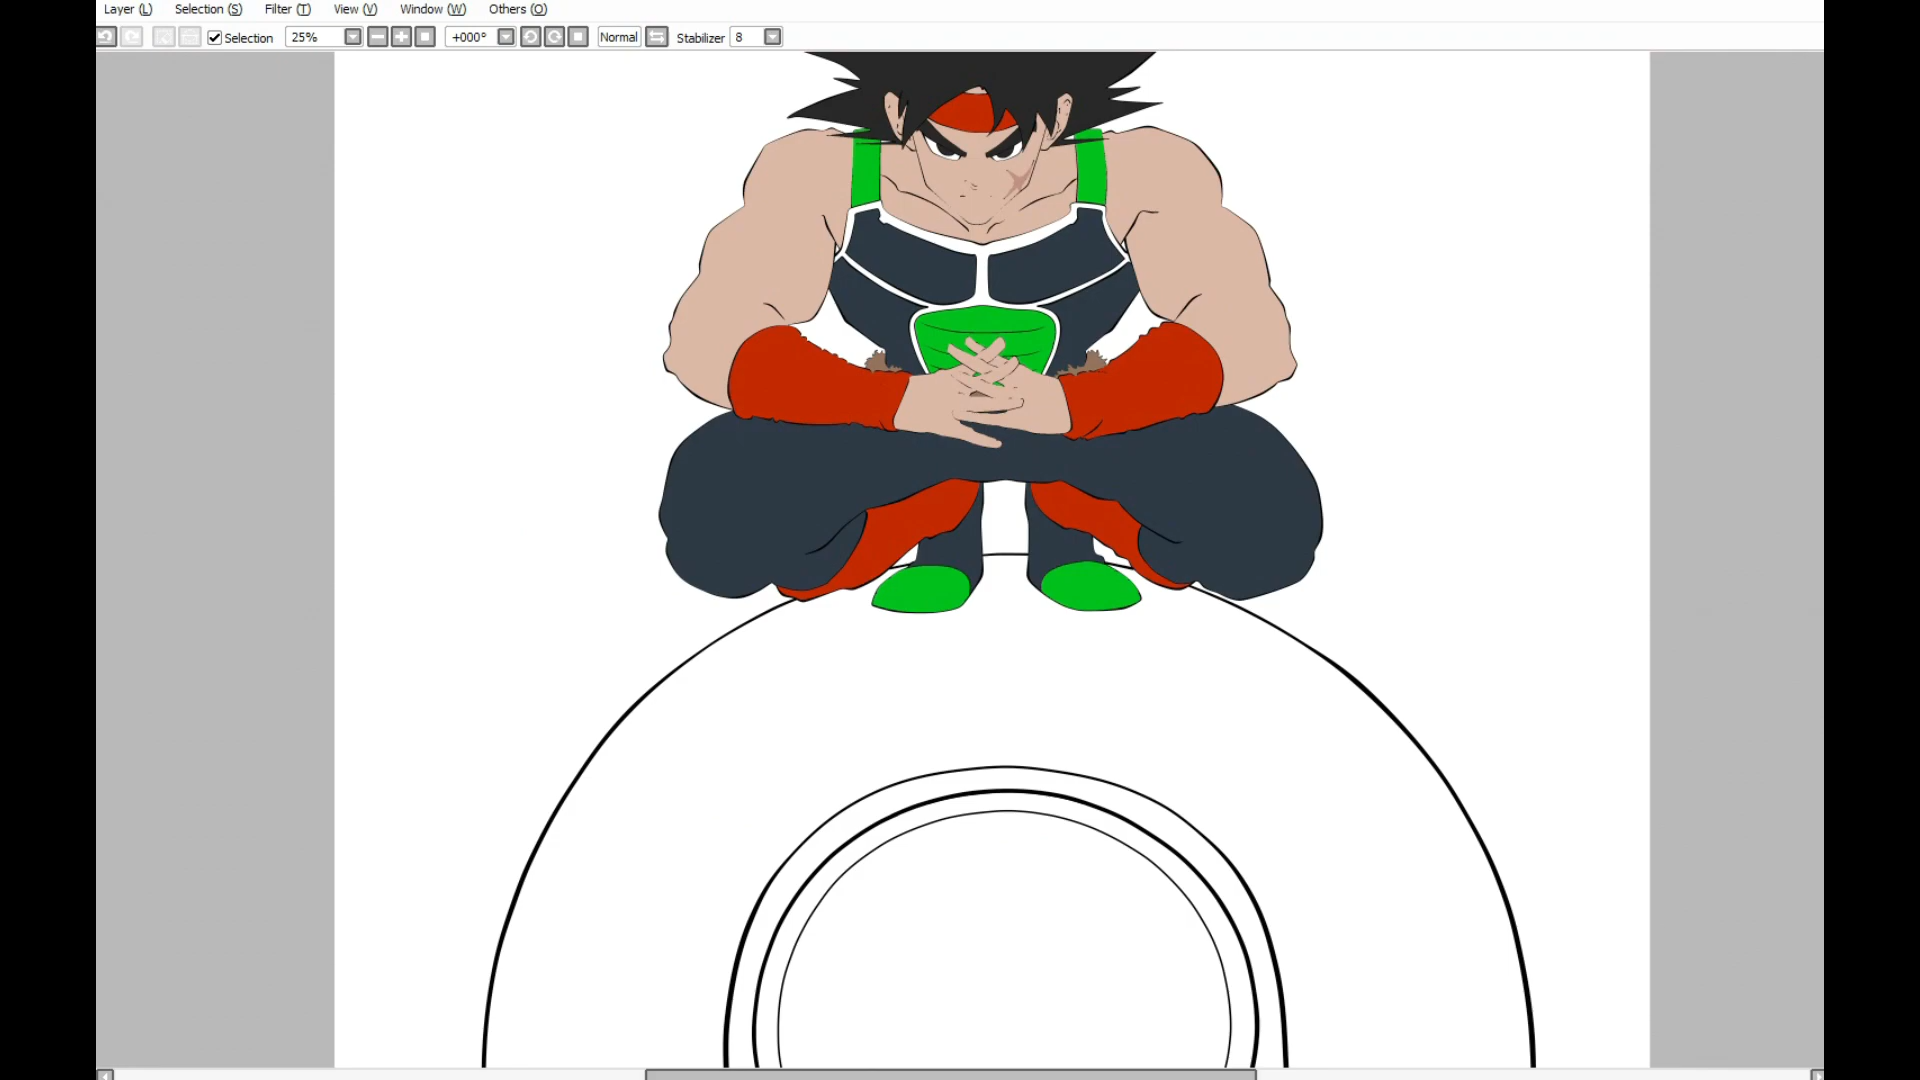 Layer (L) Selection (S) Filter (T) View (V) Window (W) Others (O)
Selection 25% +000° Normal Stabilizer 8